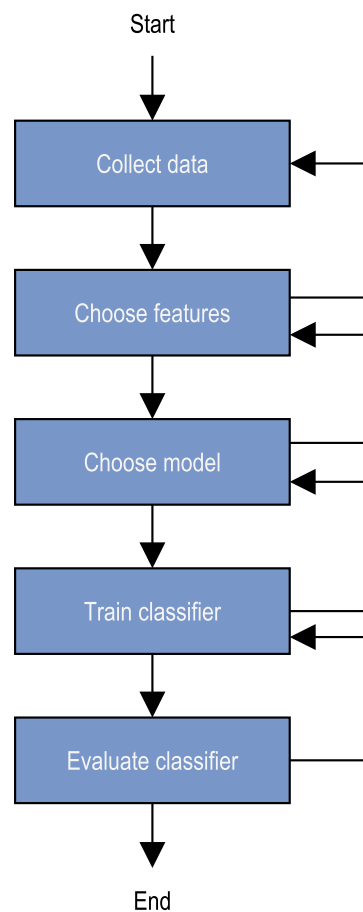 Start
Collect data
Choose features
Choose model
Train classifier
Evaluate classifier
End